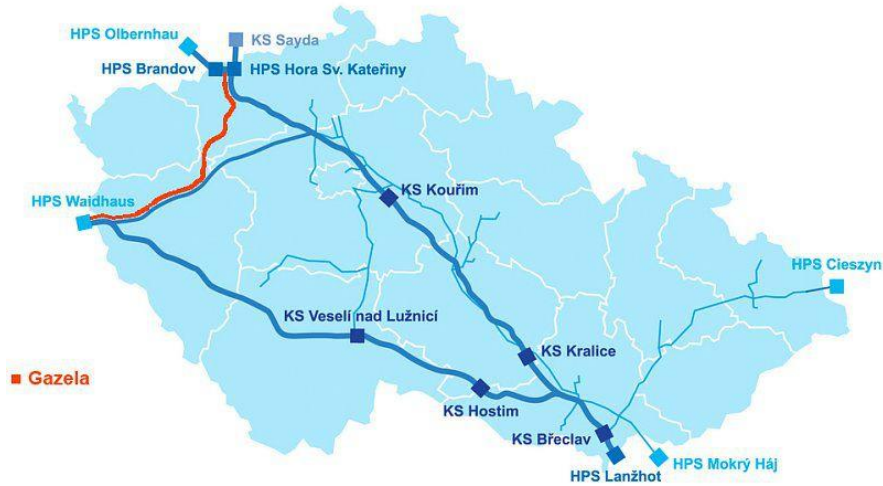 HPS Olbernhau
KS Sayda
HPS Brandov
HPS Hora Sv. Kateřiny
KS Kouřim
HPS Waidhaus
HPS Cieszyn
KS Veselí nad Lužnicí
KS Kralice
Gazela
KS Hostim
KS Břeclav
HPS Mokrý Háj
HPS Lanžhot